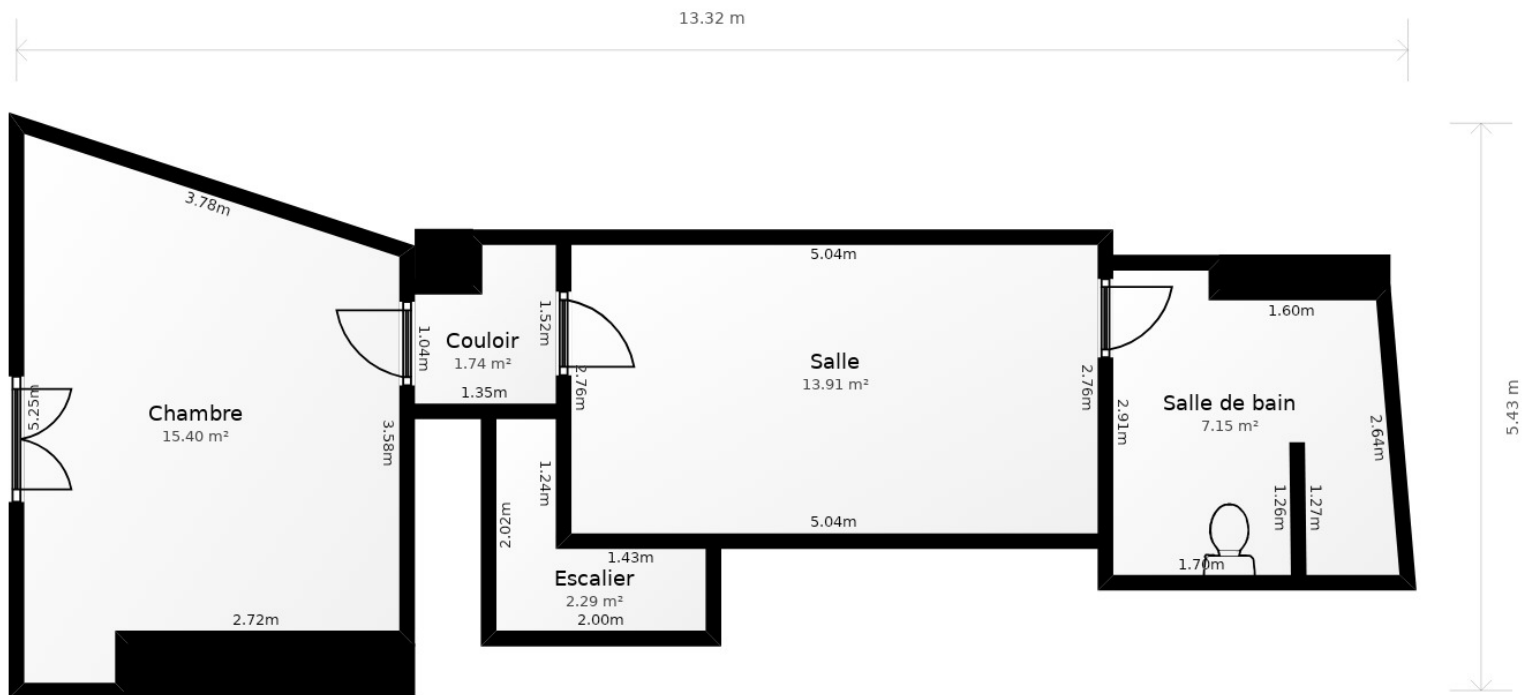 13.32 m
3.78m
5.04m
1.52m
1.60m
1.04m
Couloir
1.74 m²
Salle
13.91 m²
2.76m
2.76m
1.35m
5.25m
Chambre
15.40 m²
3.58m
2.91m
Salle de bain
7.15 m²
2.64m
5.43 m
1.24m
2.02m
1.26m
1.27m
5.04m
1.43m
1.70m
Escalier
2.29 m²
2.00m
2.72m